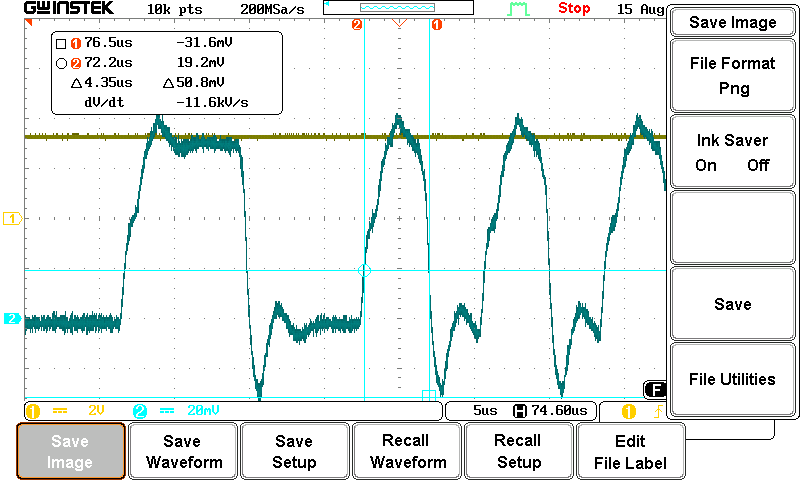 GWINSTEK 10k pts 200MSa/s Stop 15 Aug
2 1
1 76.5us -31.6mV
2 72.2us 19.2mV
△4.35us △50.8mV
dV/dt -11.6kV/s
1
2
F
1 2V 2 20mV 5us H 74.60us 1
Save Image
File Format
Png
Ink Saver
On Off
Save
File Utilities
Save Image
Save Waveform
Save Setup
Recall Waveform
Recall Setup
Edit File Label